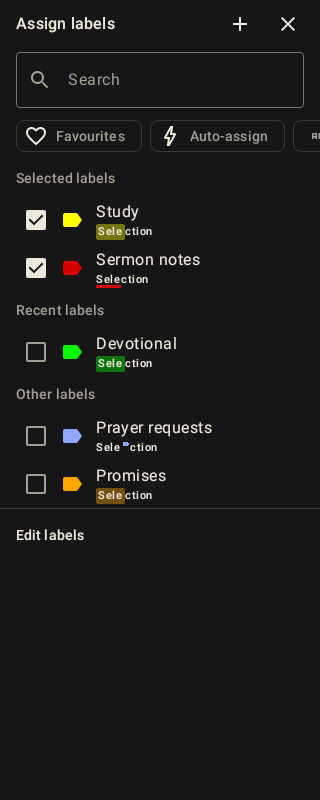 Assign labels
Search
Favourites
Auto-assign
Selected labels
Study
Selection
Sermon notes
Selection
Recent labels
Devotional
Selection
Other labels
Prayer requests
Selection
Promises
Selection
Edit labels